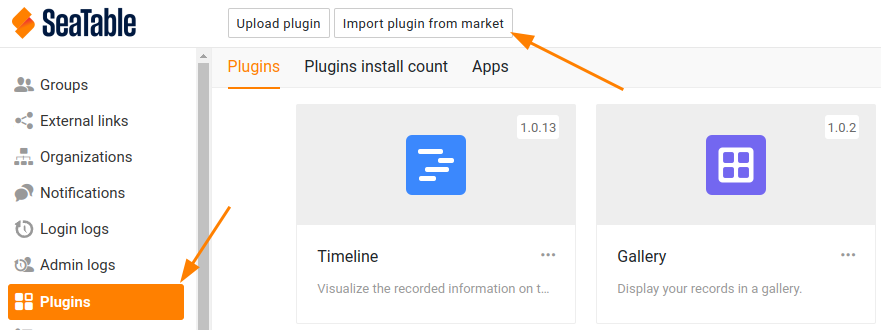 SeaTable
Upload plugin
Import plugin from market
Groups
External links
Organizations
Notifications
Login logs
Admin logs
Plugins
Plugins
Plugins install count
Apps
1.0.13
Timeline
Visualize the recorded information on t...
1.0.2
Gallery
Display your records in a gallery.